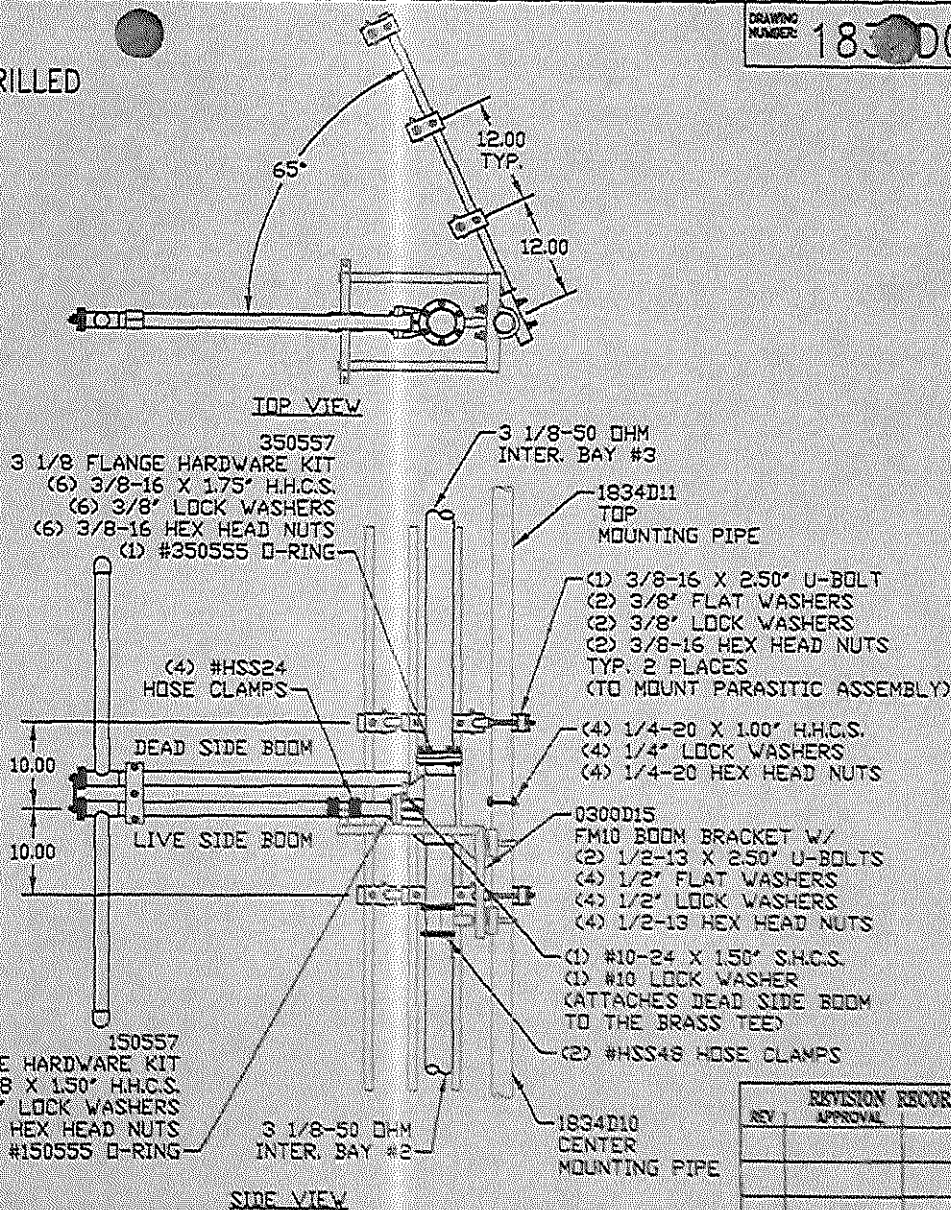 DRAWING
NUMBER:
RILLED
65°
12.00
TYP.
12.00
TOP VIEW
350557
3 1/8 FLANGE HARDWARE KIT
(6) 3/8-16 X 1.75" H.H.C.S.
(6) 3/8" LOCK WASHERS
(6) 3/8-16 HEX HEAD NUTS
(1) #350555 O-RING
3 1/8-50 OHM
INTER. BAY #3
1834D11
TOP
MOUNTING PIPE
(1) 3/8-16 X 2.50" U-BOLT
(2) 3/8" FLAT WASHERS
(2) 3/8" LOCK WASHERS
(2) 3/8-16 HEX HEAD NUTS
TYP. 2 PLACES
(TO MOUNT PARASITIC ASSEMBLY)
(4) #HSS24
HOSE CLAMPS
10.00
DEAD SIDE BOOM
10.00
LIVE SIDE BOOM
(4) 1/4-20 X 1.00" H.H.C.S.
(4) 1/4" LOCK WASHERS
(4) 1/4-20 HEX HEAD NUTS
0300D15
FM10 BOOM BRACKET W/
(2) 1/2-13 X 2.50" U-BOLTS
(4) 1/2" FLAT WASHERS
(4) 1/2" LOCK WASHERS
(4) 1/2-13 HEX HEAD NUTS
(1) #10-24 X 1.50" S.H.C.S.
(1) #10 LOCK WASHER
(ATTACHES DEAD SIDE BOOM
TO THE BRASS TEE)
(2) #HSS48 HOSE CLAMPS
150557
E HARDWARE KIT
8 X 1.50" H.H.C.S.
" LOCK WASHERS
HEX HEAD NUTS
#150555 O-RING
3 1/8-50 OHM
INTER. BAY #2
1834D10
CENTER
MOUNTING PIPE
SIDE VIEW
REVISION RECOR
REV APPROVAL